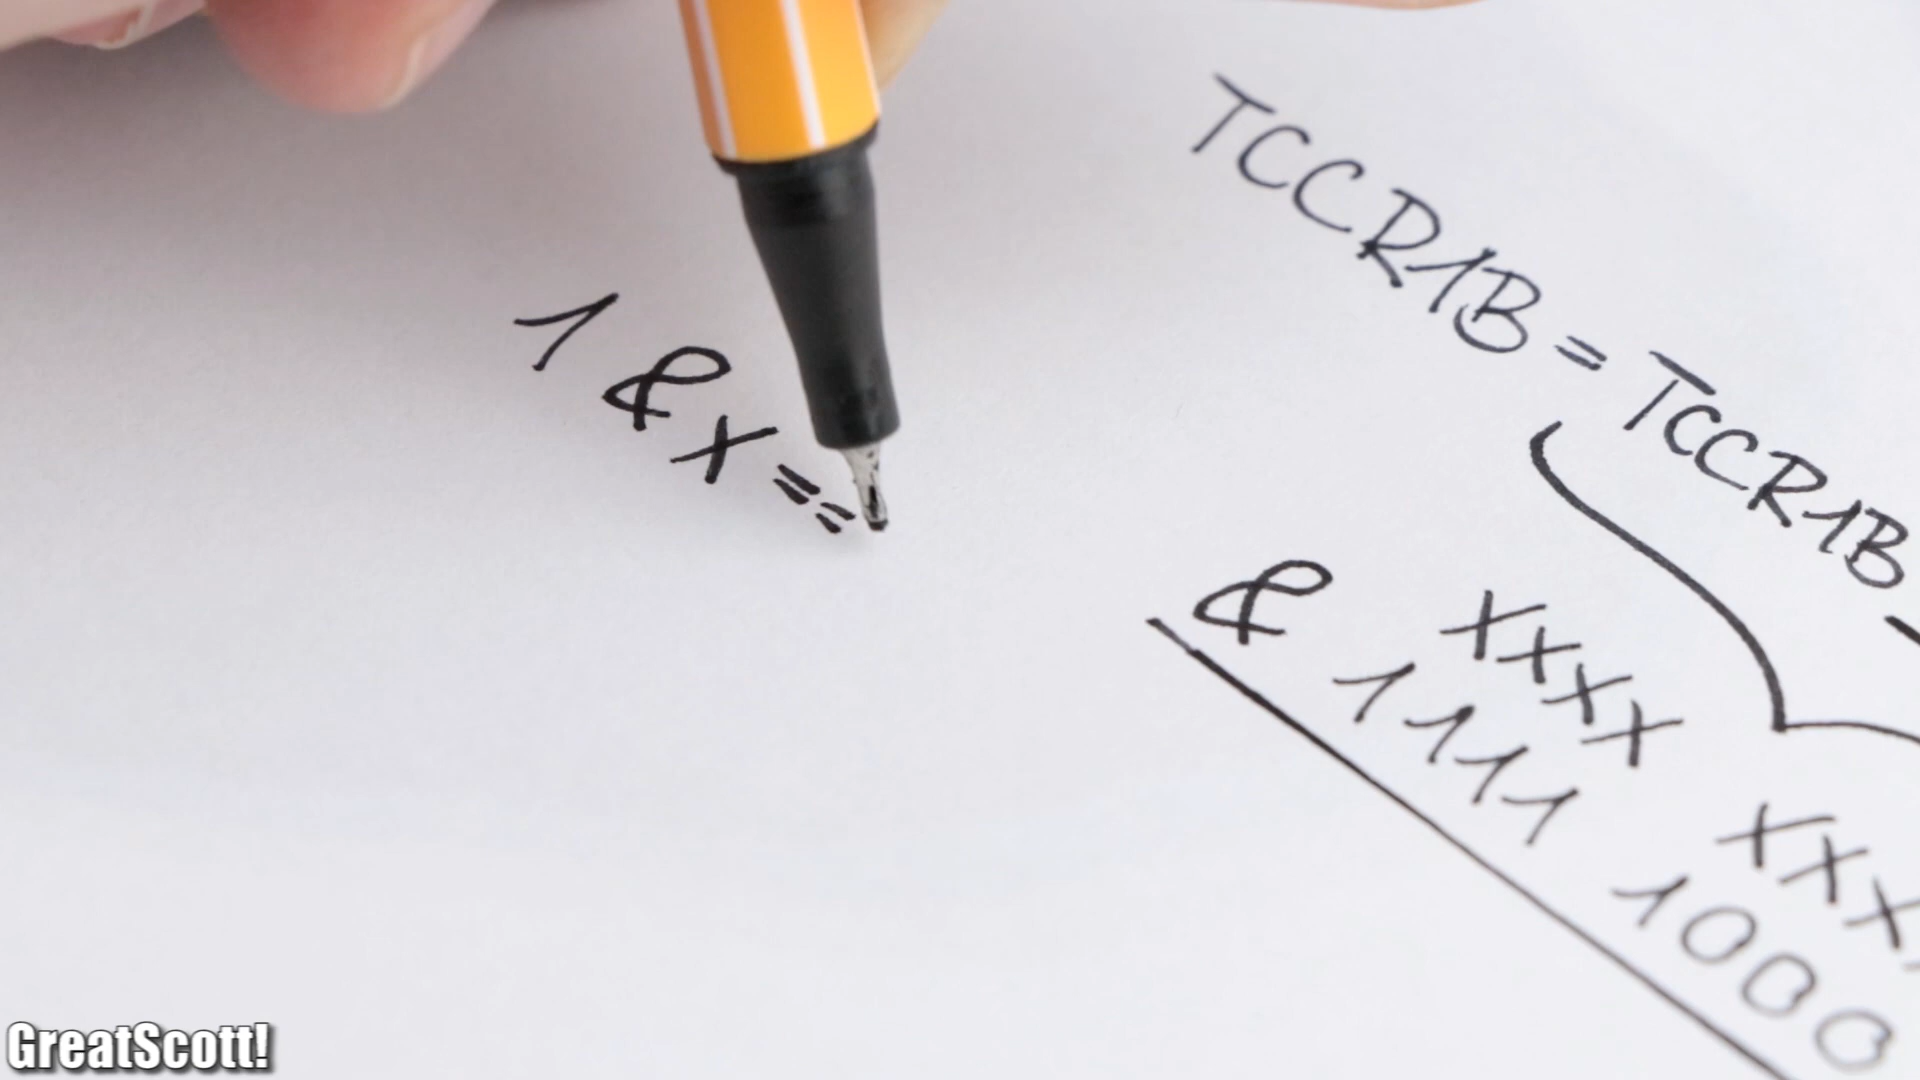 TCCR1B = TCCR1B
1 & x =
xxxx xxx
& 1111 1000
GreatScott!